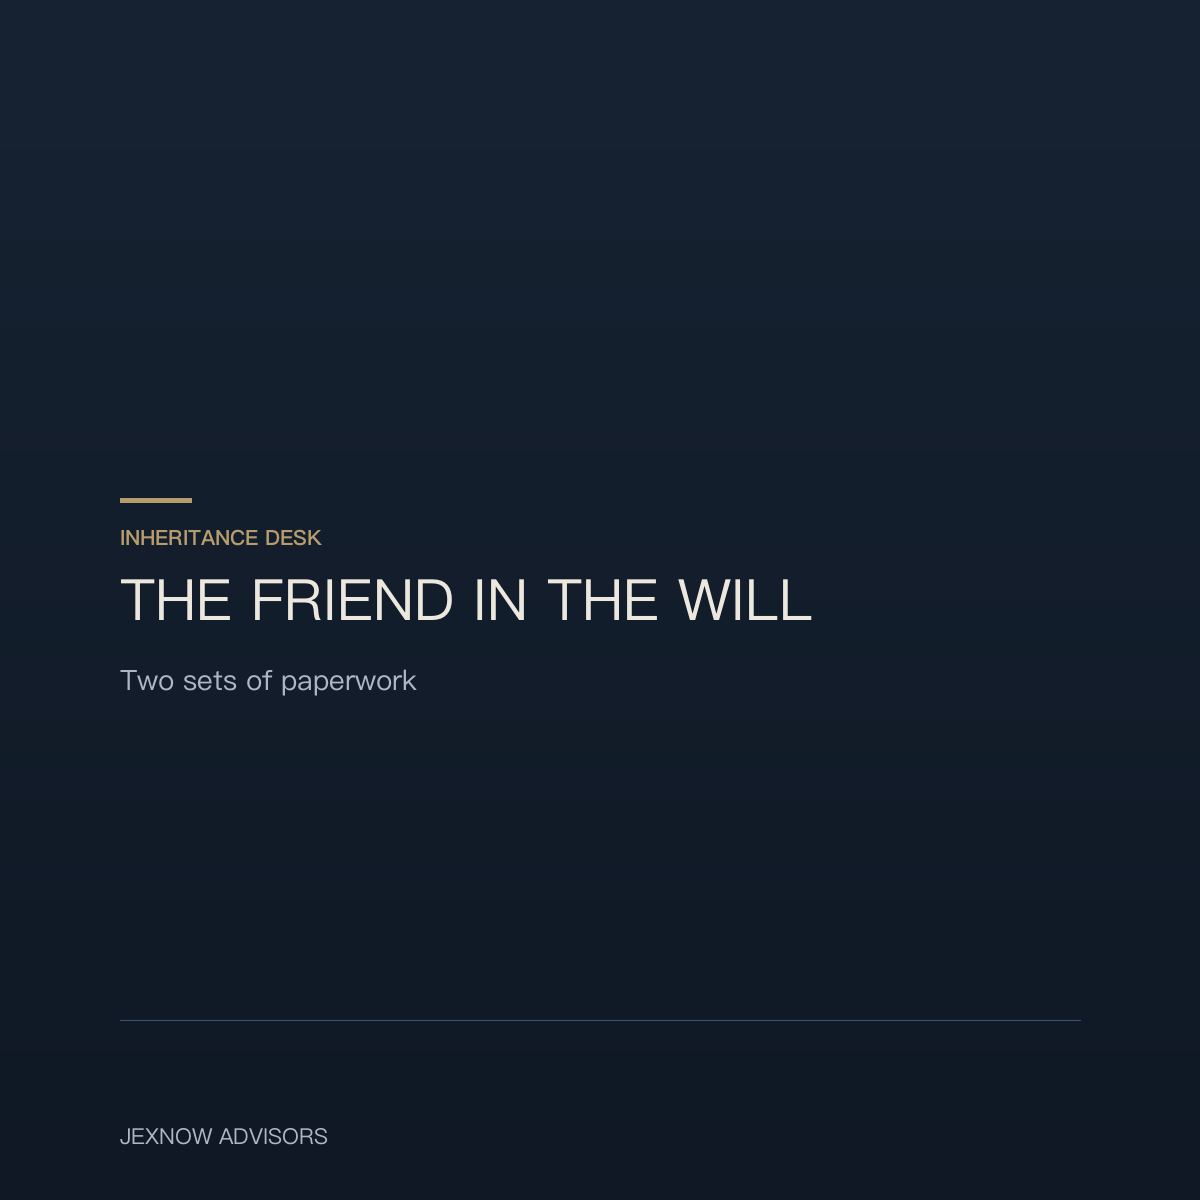 INHERITANCE DESK
THE FRIEND IN THE WILL
Two sets of paperwork
JEXNOW ADVISORS